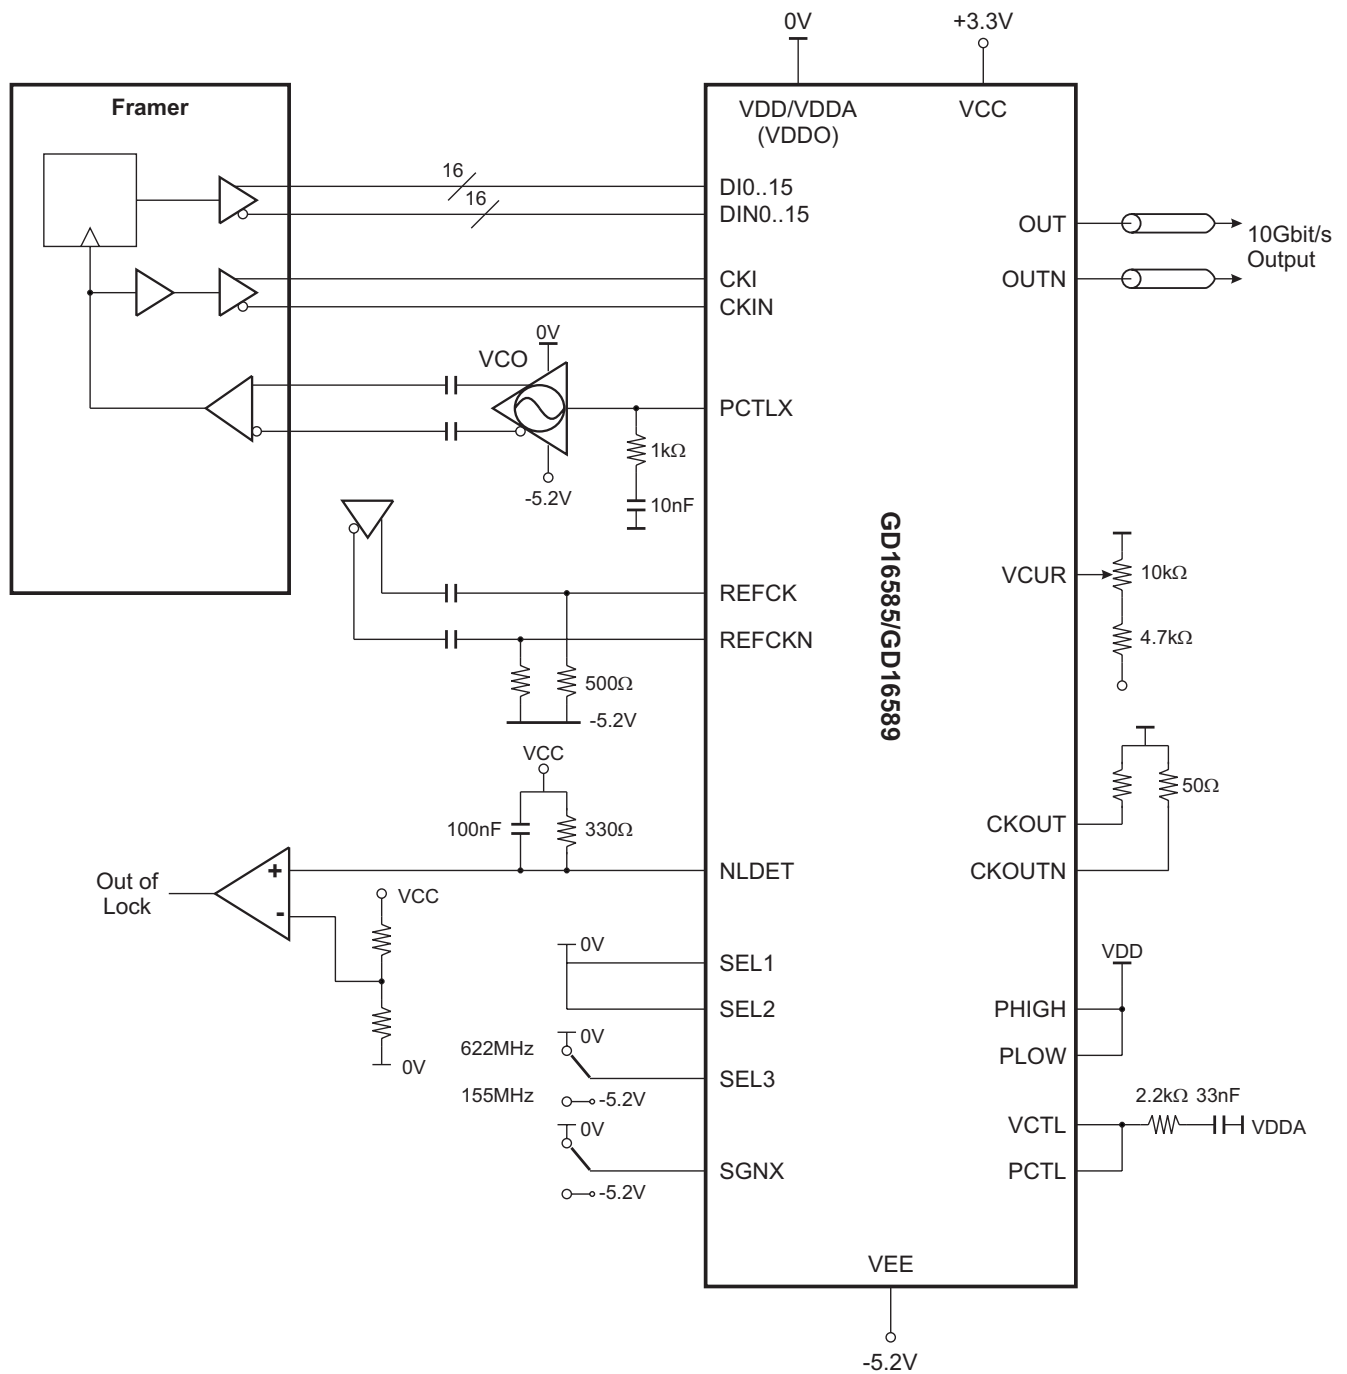 0V
+3.3V
Framer
VDD/VDDA
(VDDO)
VCC
16
16
DI0..15
DIN0..15
OUT
OUTN
10Gbit/s
Output
CKI
CKIN
0V
VCO
PCTLX
1kΩ
10nF
-5.2V
GD16585/GD16589
VCUR
10kΩ
4.7kΩ
REFCK
REFCKN
500Ω
-5.2V
VCC
100nF
330Ω
50Ω
CKOUT
CKOUTN
NLDET
Out of
Lock
+
-
VCC
0V
0V
SEL1
SEL2
VDD
PHIGH
PLOW
622MHz
0V
SEL3
155MHz
-5.2V
0V
SGNX
-5.2V
2.2kΩ 33nF
VCTL
VDDA
PCTL
VEE
-5.2V